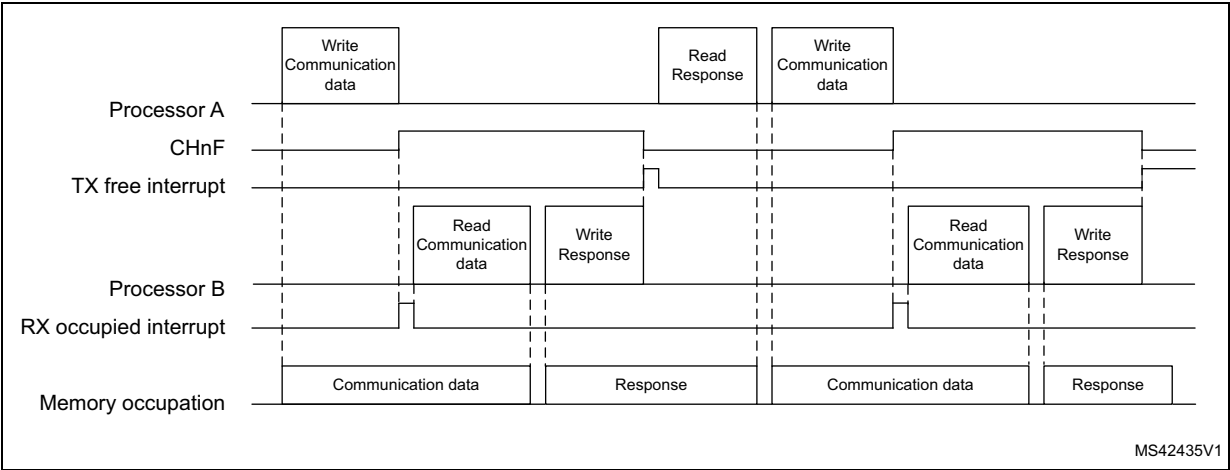 Write
Communication
data
Read
Response
Write
Communication
data
Processor A
CHnF
TX free interrupt
Read
Communication
data
Write
Response
Read
Communication
data
Write
Response
Processor B
RX occupied interrupt
Communication data
Response
Communication data
Response
Memory occupation
MS42435V1